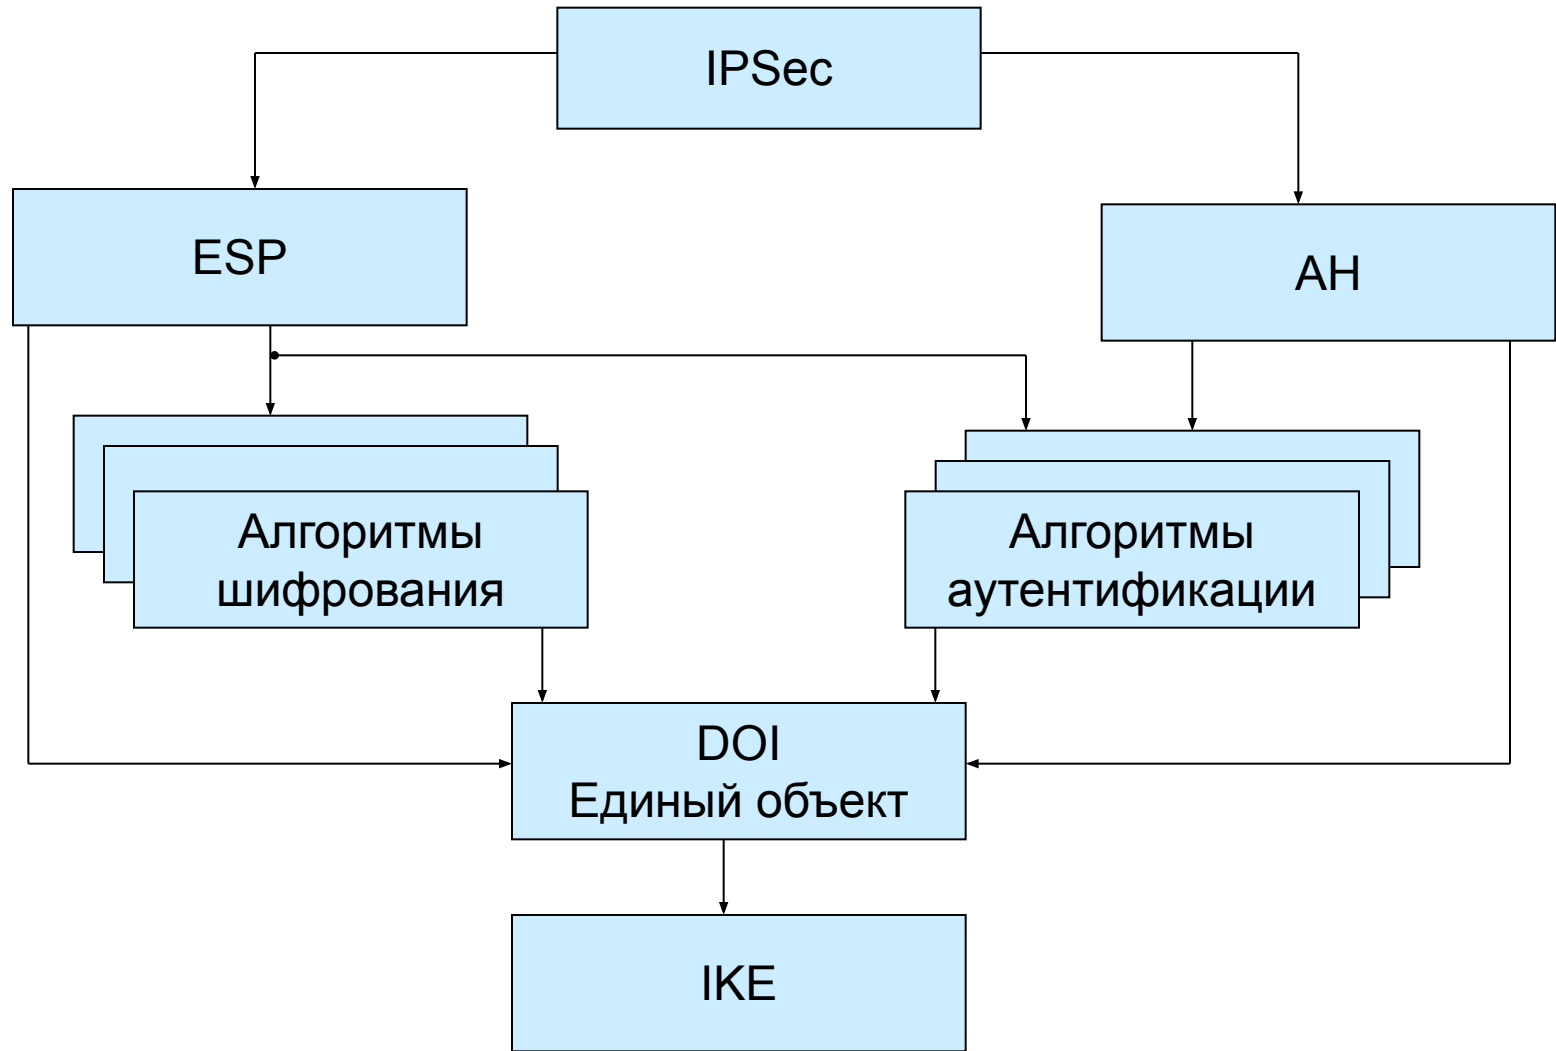 IPSec
ESP
AH
Алгоритмы
шифрования
Алгоритмы
аутентификации
DOI
Единый объект
IKE